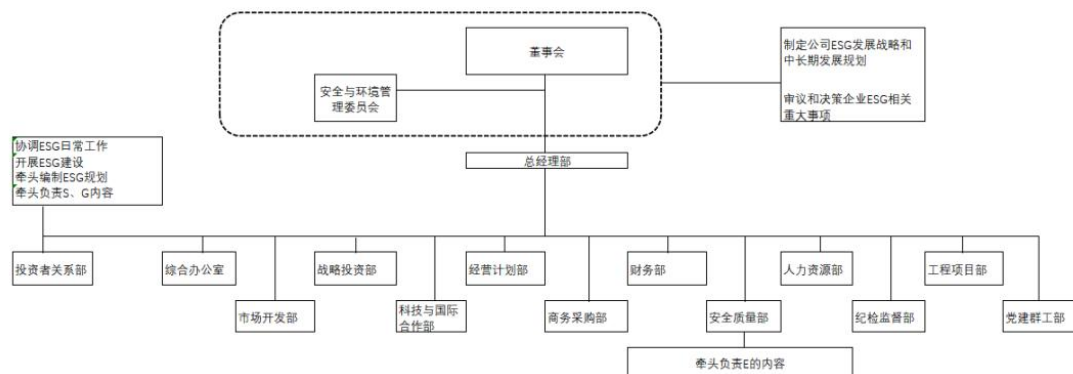 董事会
制定公司ESG发展战略和
中长期发展规划
审议和决策企业ESG相关
重大事项
安全与环境管
理委员会
协调ESG日常工作
开展ESG建设
牵头编制ESG规划
牵头负责S、G内容
总经理部
投资者关系部
综合办公室
战略投资部
经营计划部
财务部
人力资源部
工程项目部
市场开发部
科技与国际
合作部
商务采购部
安全质量部
纪检监督部
党建群工部
牵头负责E的内容